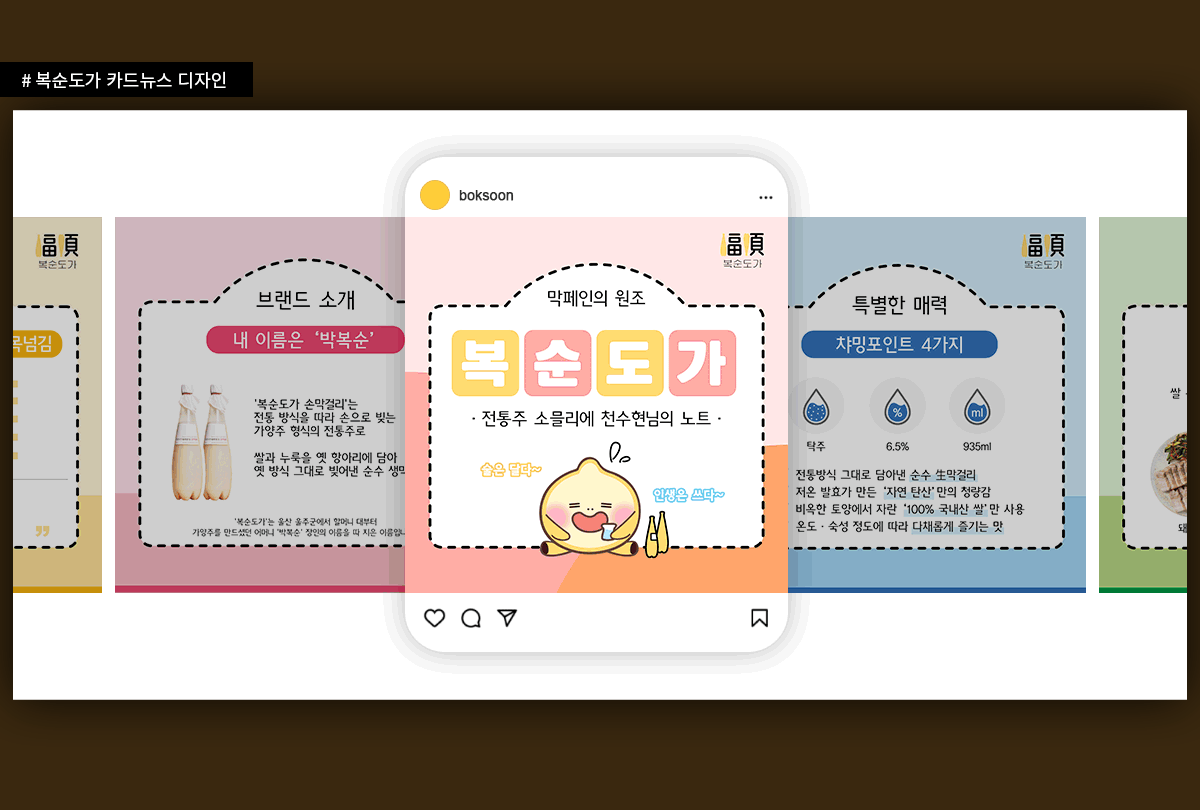 # 복순도가 카드뉴스 디자인
boksoon
목넘김
福順
복순도가
브랜드 소개
내 이름은 ‘박복순’
'복순도가 손막걸리'는
전통 방식을 따라 손으로 빚는
가양주 형식의 전통주로
쌀과 누룩을 옛 항아리에 담아
옛 방식 그대로 빚어낸 순수 생막
'복순도가'는 울산 울주군에서 할머니 대부터
가양주를 만드셨던 어머니 '박복순' 장인의 이름을 따 지은 이름입니
福順
복순도가
막페인의 원조
복순도가
· 전통주 소믈리에 천수현님의 노트 ·
술은 달다~
인생은 쓰다~
福順
복순도가
특별한 매력
챠밍포인트 4가지
탁주
%
6.5%
ml
935ml
전통방식 그대로 담아낸 순수 生막걸리
저온 발효가 만든 '자연 탄산'만의 청량감
비옥한 토양에서 자란 '100% 국내산 쌀'만 사용
온도 · 숙성 정도에 따라 다채롭게 즐기는 맛
쌀
돼